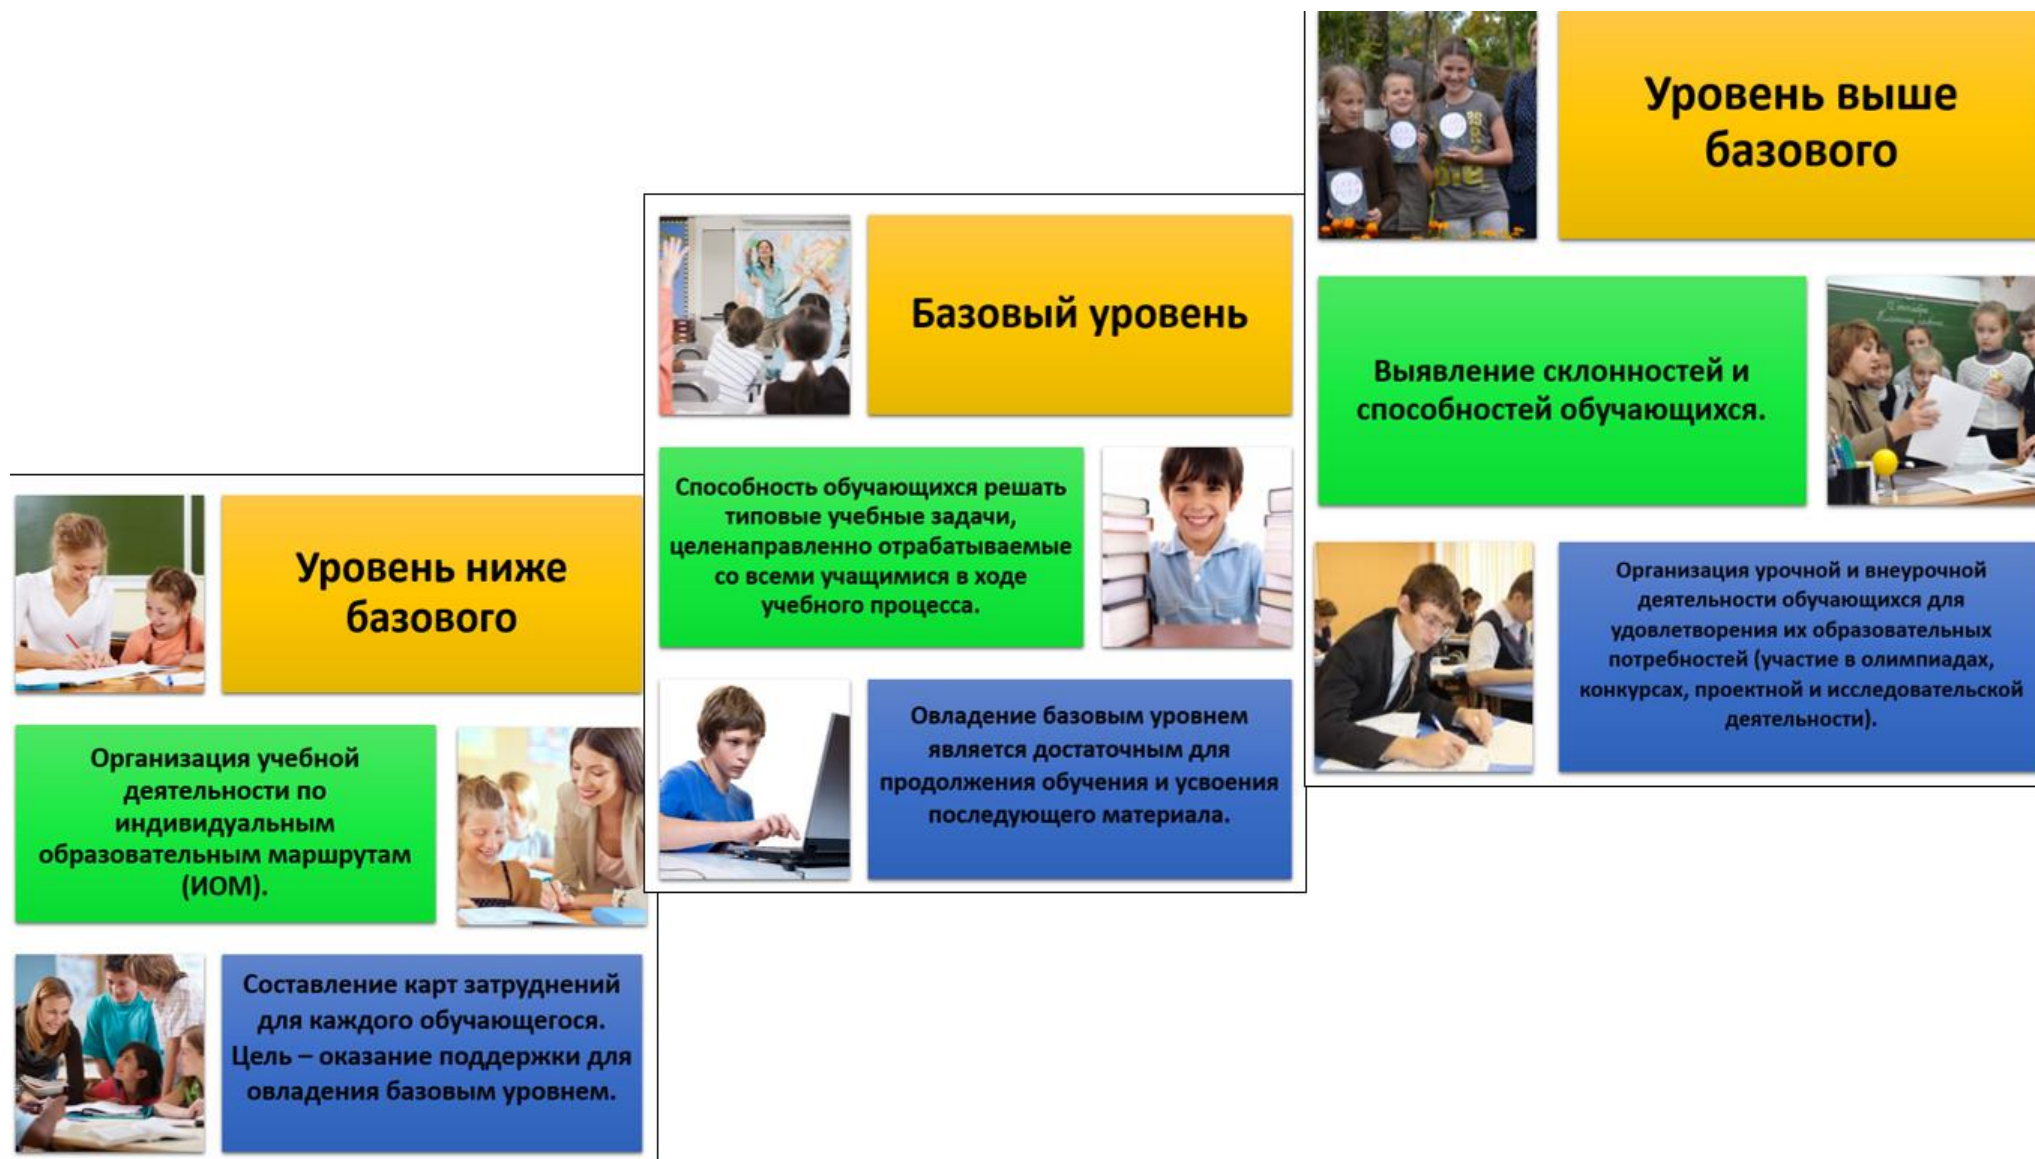 Уровень ниже
базового
Организация учебной
деятельности по
индивидуальным
образовательным маршрутам
(ИОМ).
Составление карт затруднений
для каждого обучающегося.
Цель – оказание поддержки для
овладения базовым уровнем.
Базовый уровень
Способность обучающихся решать
типовые учебные задачи,
целенаправленно отрабатываемые
со всеми учащимися в ходе
учебного процесса.
Овладение базовым уровнем
является достаточным для
продолжения обучения и усвоения
последующего материала.
Уровень выше
базового
Выявление склонностей и
способностей обучающихся.
Организация урочной и внеурочной
деятельности обучающихся для
удовлетворения их образовательных
потребностей (участие в олимпиадах,
конкурсах, проектной и исследовательской
деятельности).